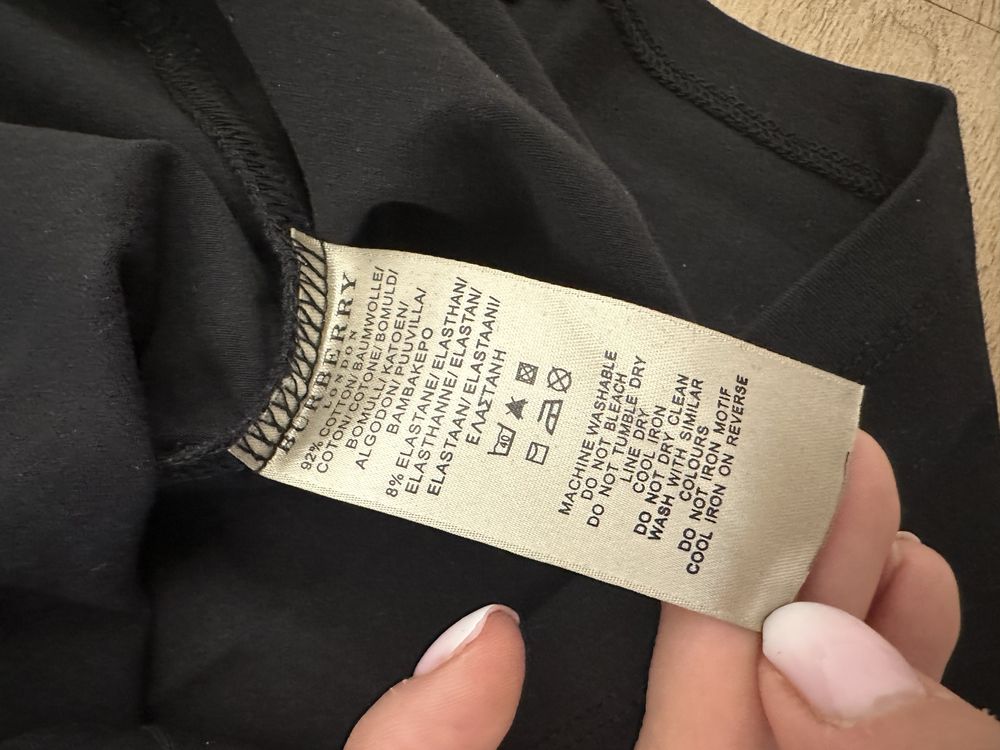 BURBERRY
LONDON
92% COTTON/BAUMWOLLE/
COTON/COTONE/BOMULD/
BOMULL/KATOEN/
ALGODON/PUUVILLA/
ΒΑΜΒΑΚΕΡΟ
8% ELASTANE/ELASTHAN/
ELASTHANNE/ELASTAN/
ELASTAAN/ELASTAANI/
ΕΛΑΣΤΑΝΗ
40
MACHINE WASHABLE
DO NOT BLEACH
DO NOT TUMBLE DRY
LINE DRY
COOL IRON
DO NOT DRY CLEAN
WASH WITH SIMILAR
COLOURS
DO NOT IRON MOTIF
COOL IRON ON REVERSE